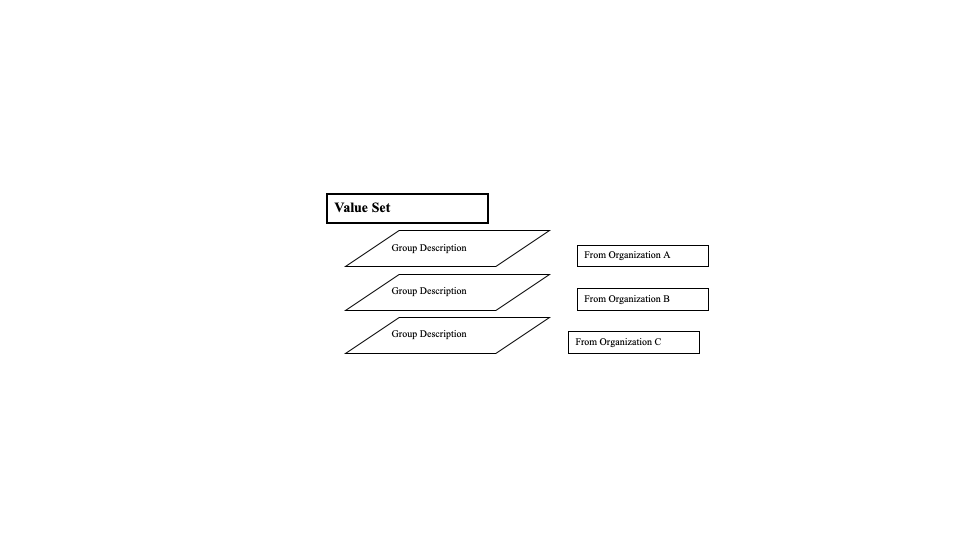 Value Set
Group Description
From Organization A
Group Description
From Organization B
Group Description
From Organization C